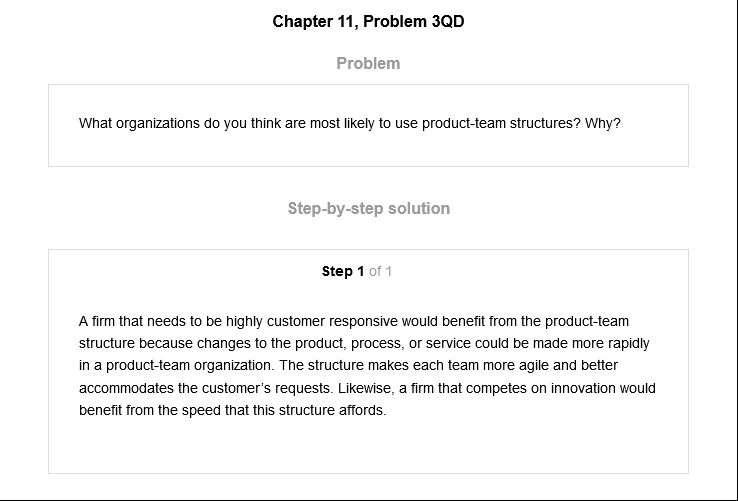 Chapter 11, Problem 3QD
Problem
What organizations do you think are most likely to use product-team structures? Why?
Step-by-step solution
Step 1 of 1
A firm that needs to be highly customer responsive would benefit from the product-team
structure because changes to the product, process, or service could be made more rapidly
in a product-team organization. The structure makes each team more agile and better
accommodates the customer's requests. Likewise, a firm that competes on innovation would
benefit from the speed that this structure affords.